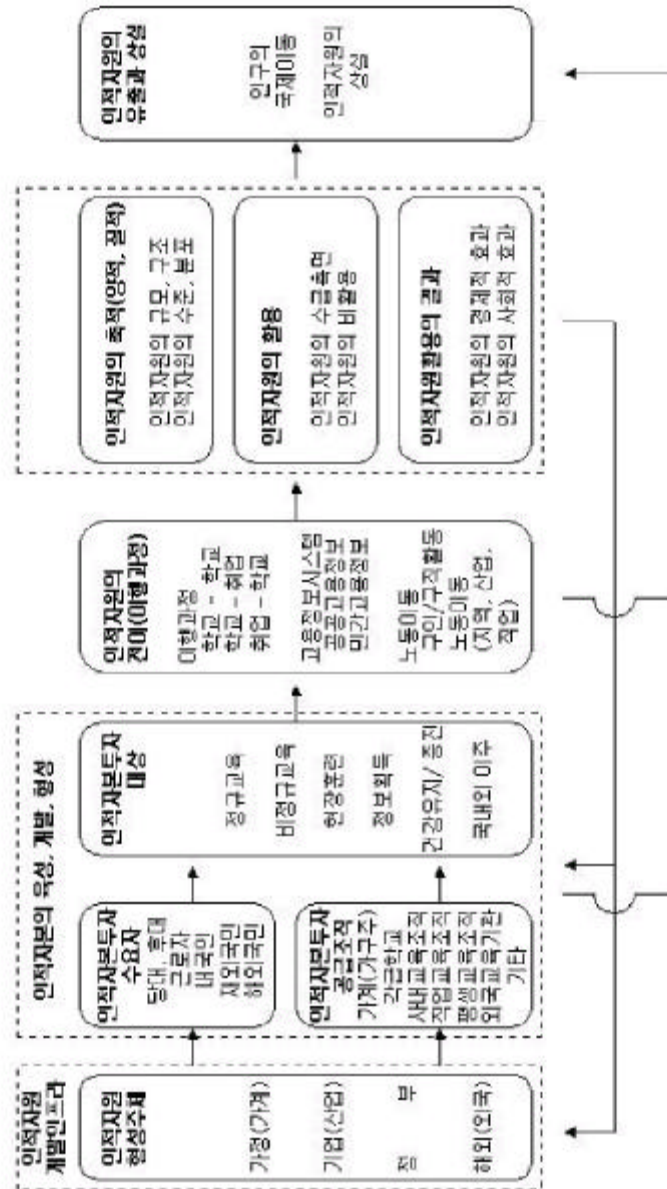 인적자원
개발인프라
인적자원
형성주체
가정(가계)
기업(산업)
정 부
해외(외국)
인적자본의 육성, 개발, 형성
인적자본투자
수요자
당대, 후대
근로자
내국인
재외국민
해외국민
인적자본투자
공급조직
가계(가구주)
각급학교
사내교육조직
직업교육조직
평생교육조직
외국교육기관
기타
인적자본투자
대상
정규교육
비정규교육
현장훈련
정보획득
건강유지/ 증진
국내외 이주
인적자원의
전이(이행과정)
이행과정
학교 - 학교
학교 - 취업
취업 - 학교
고용정보시스템
공공고용정보
민간고용정보
노동이동
구인/구직활동
노동이동
(지역, 산업,
직업)
인적자원의 축적(양적, 질적)
인적자원의 규모, 구조
인적자원의 수준, 분포
인적자원의 활용
인적자원의 수급측면
인적자원의 비활용
인적자원활용의 결과
인적자원의 경제적 효과
인적자원의 사회적 효과
인적자원의
유출과 상실
인구의
국제이동
인적자원의
상실